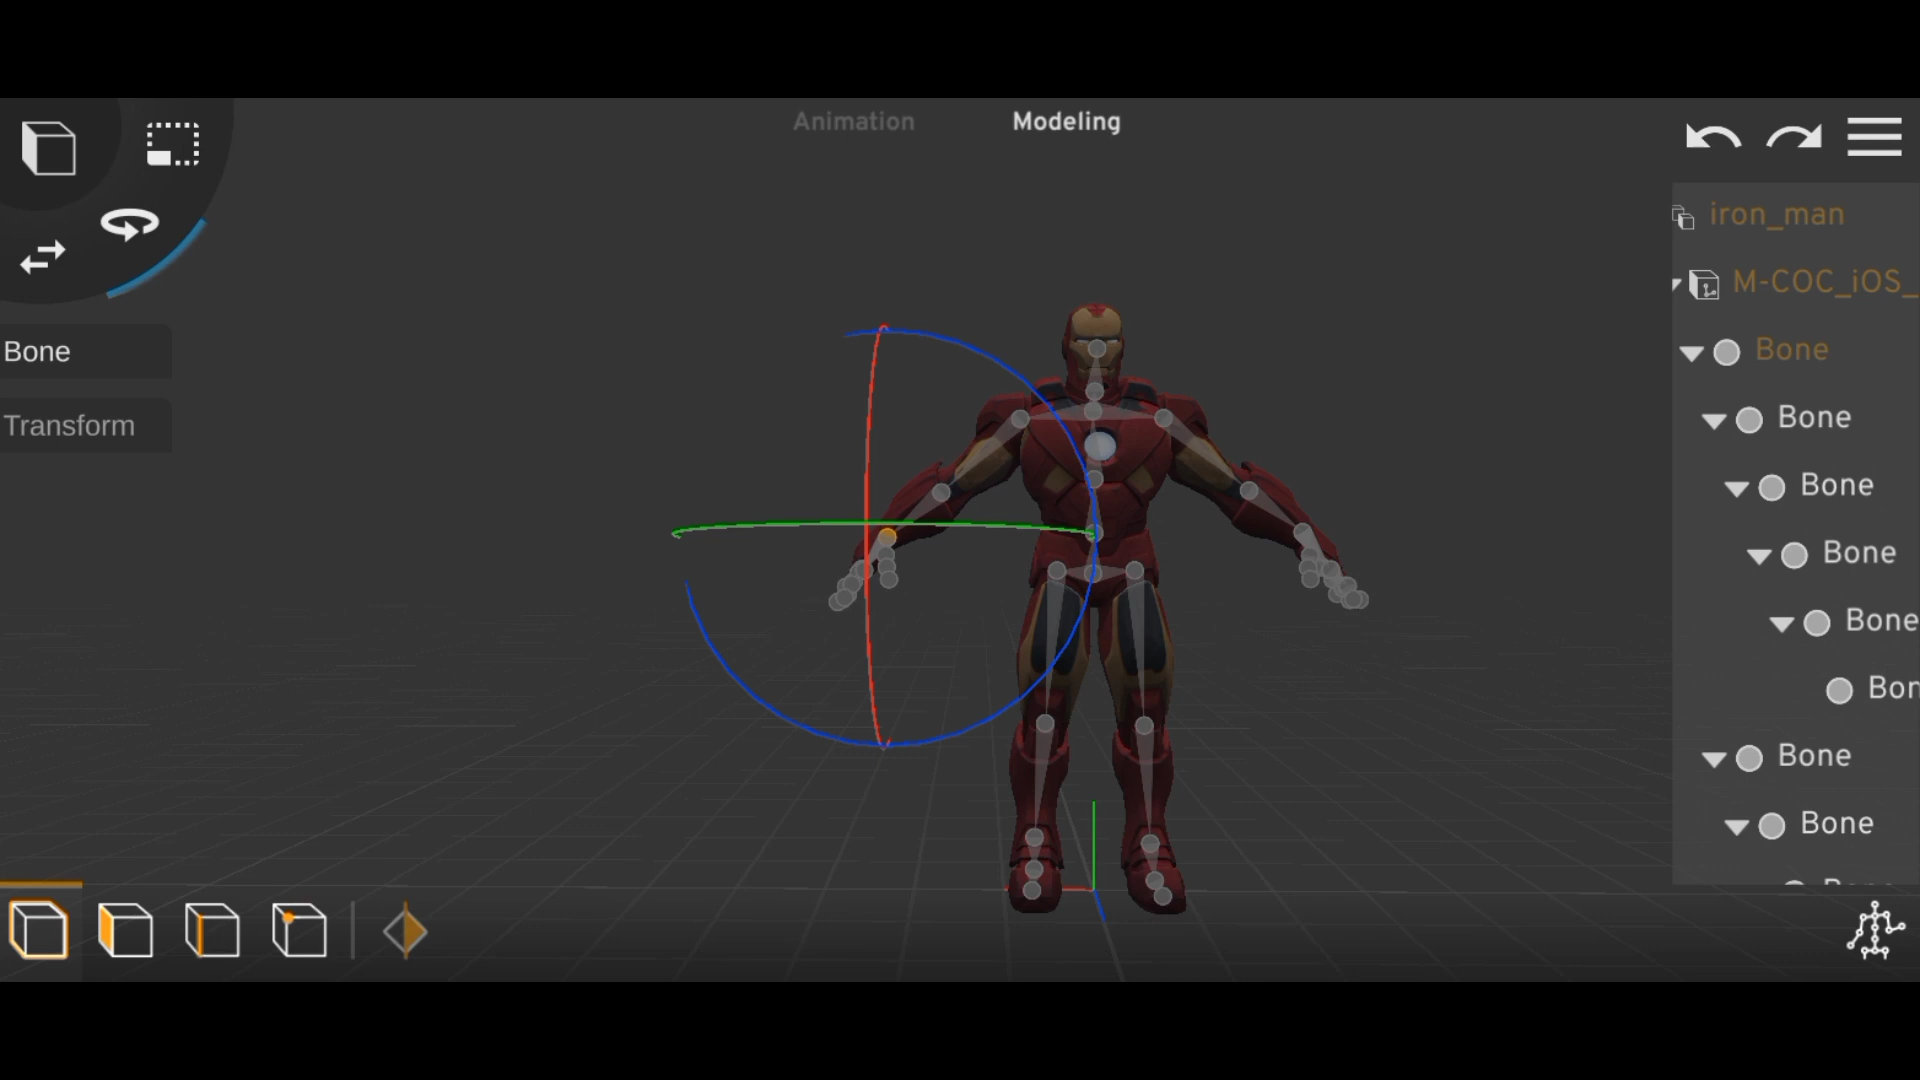 Animation
Modeling
iron_man
M-COC_iOS_
Bone
Bone
Transform
Bone
Bone
Bone
Bone
Bon
Bone
Bone